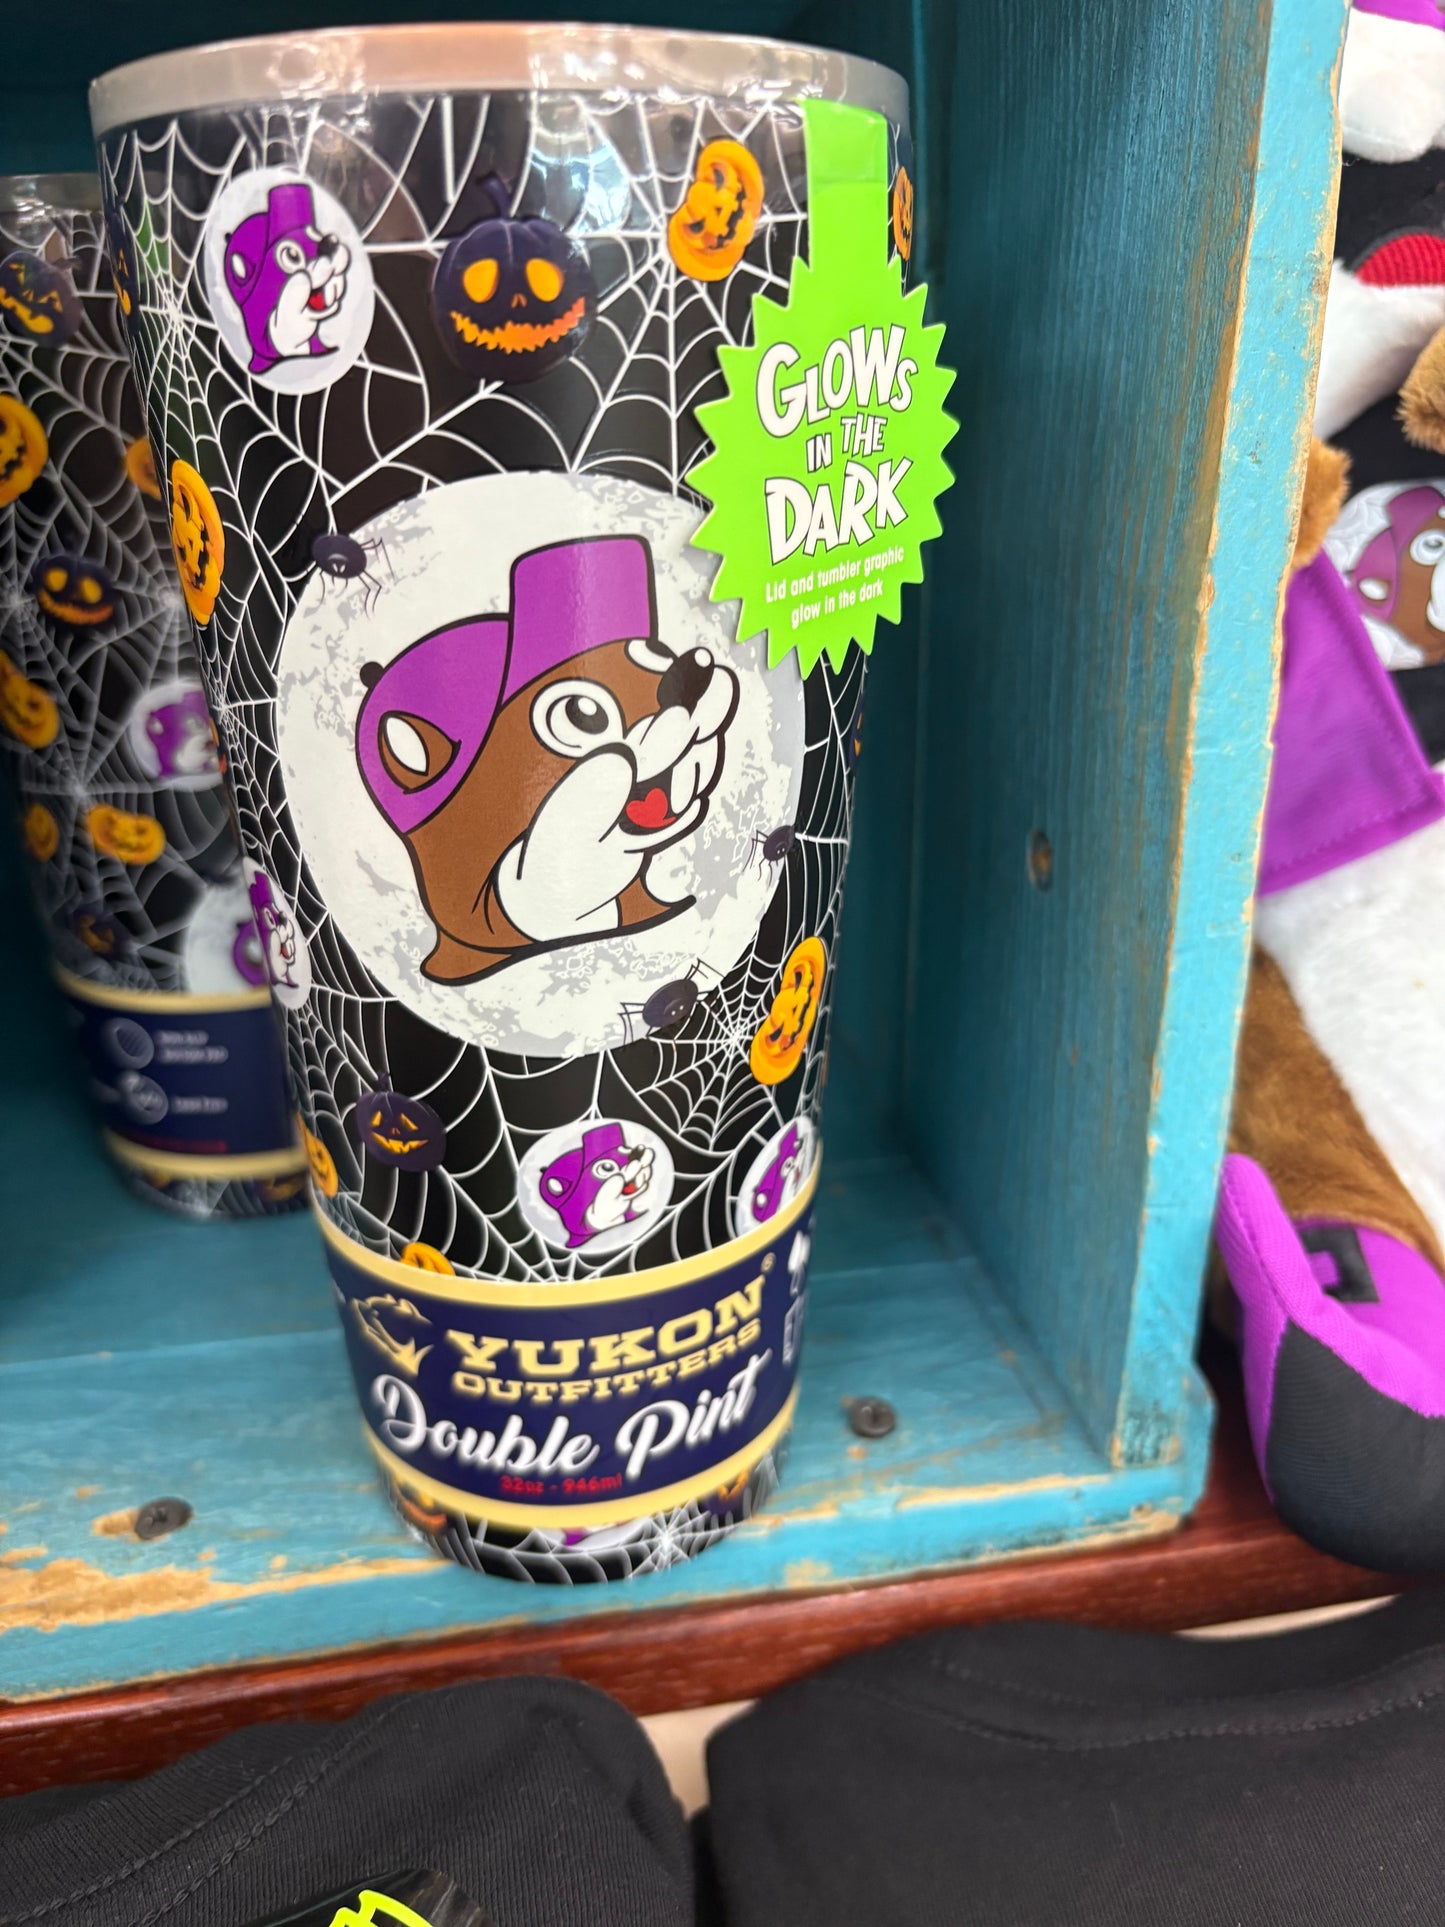 GLOWS
IN THE
DARK
Lid and tumbler graphic
glow in the dark
YUKON®
OUTFITTERS
Double Pint
32oz - 946ml